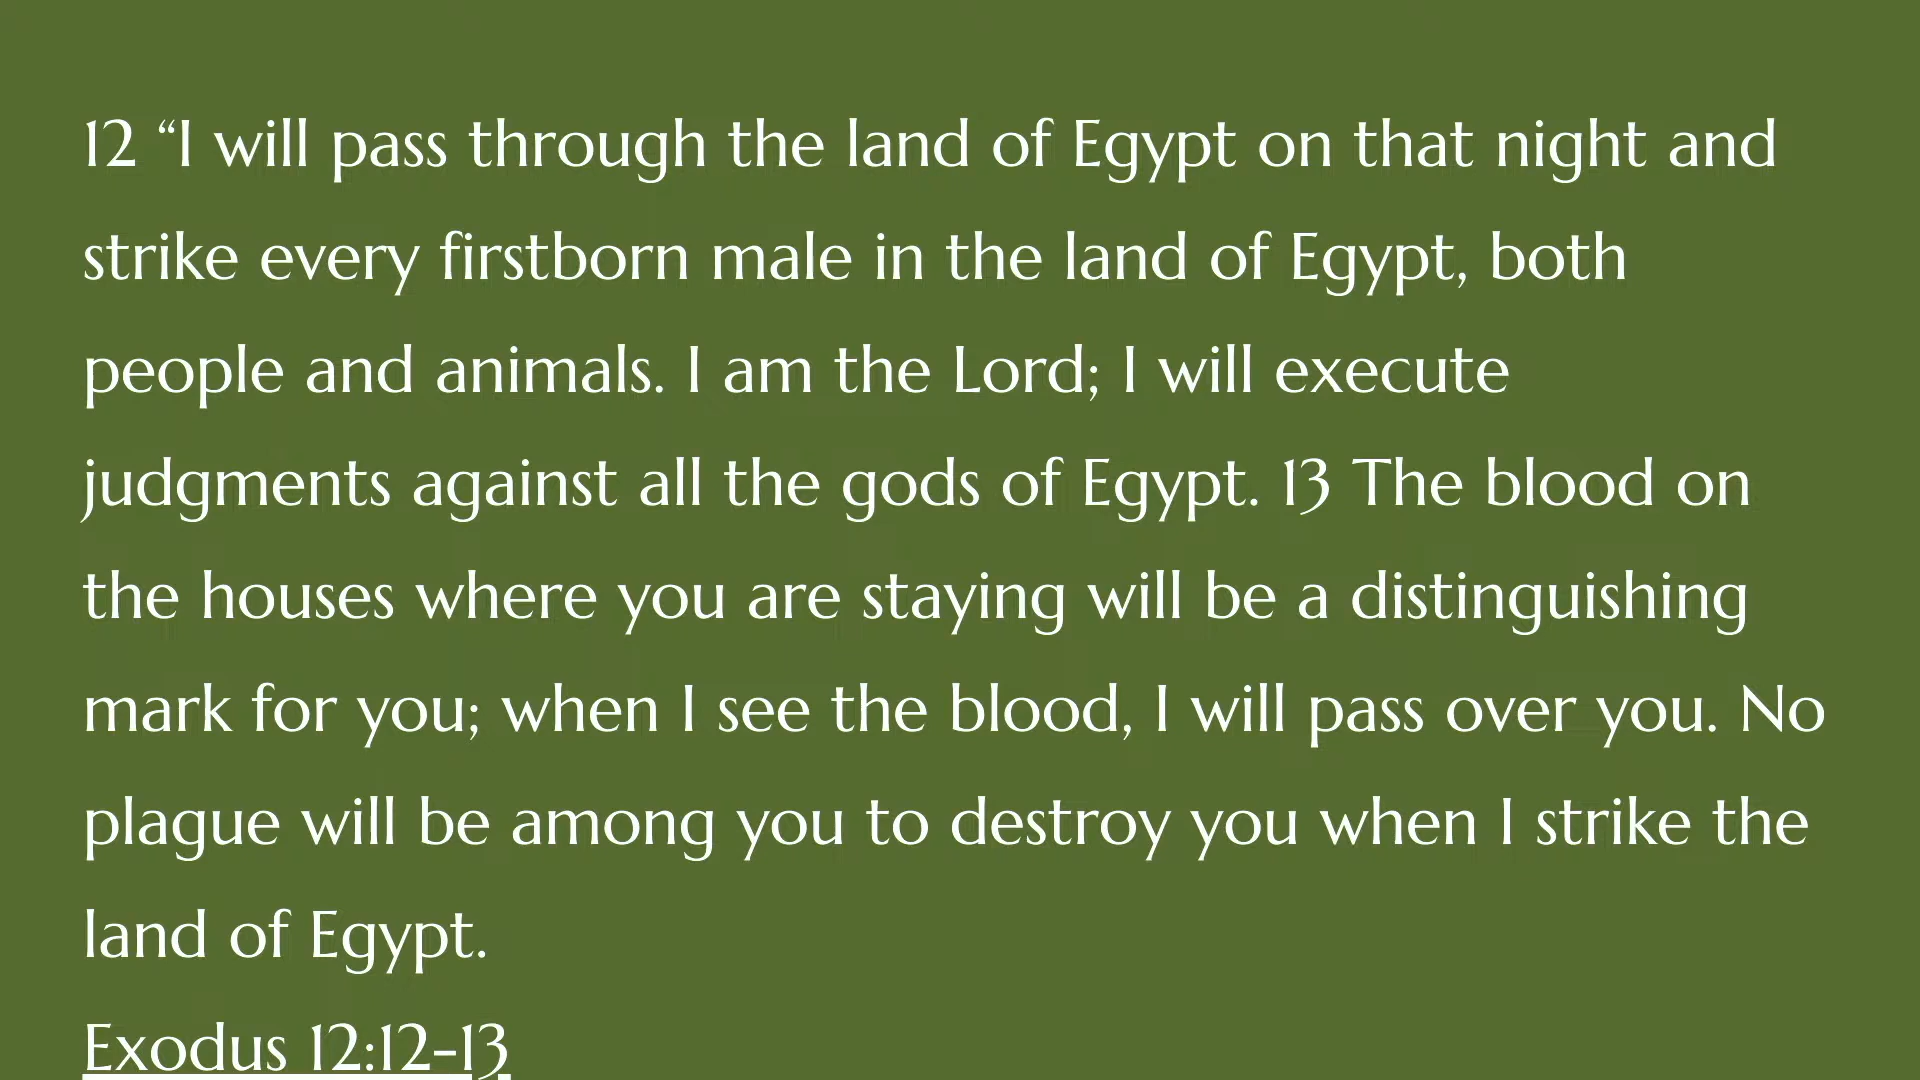 12 “I will pass through the land of Egypt on that night and
strike every firstborn male in the land of Egypt, both
people and animals. I am the Lord; I will execute
judgments against all the gods of Egypt. 13 The blood on
the houses where you are staying will be a distinguishing
mark for you; when I see the blood, I will pass over you. No
plague will be among you to destroy you when I strike the
land of Egypt.
Exodus 12:12-13